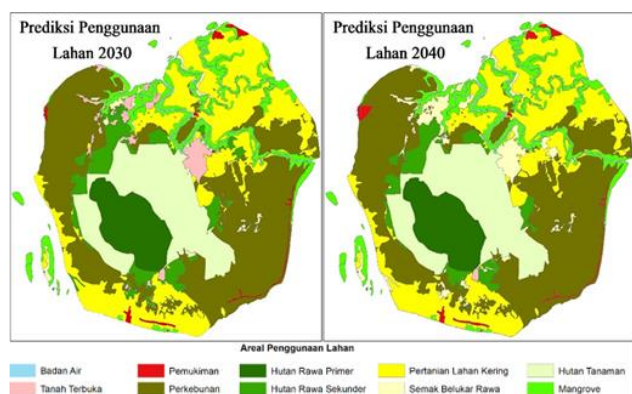 Prediksi Penggunaan
Lahan 2030
Prediksi Penggunaan
Lahan 2040
Areal Penggunaan Lahan
Badan Air
Pemukiman
Hutan Rawa Primer
Pertanian Lahan Kering
Hutan Tanaman
Tanah Terbuka
Perkebunan
Hutan Rawa Sekunder
Semak Belukar Rawa
Mangrove